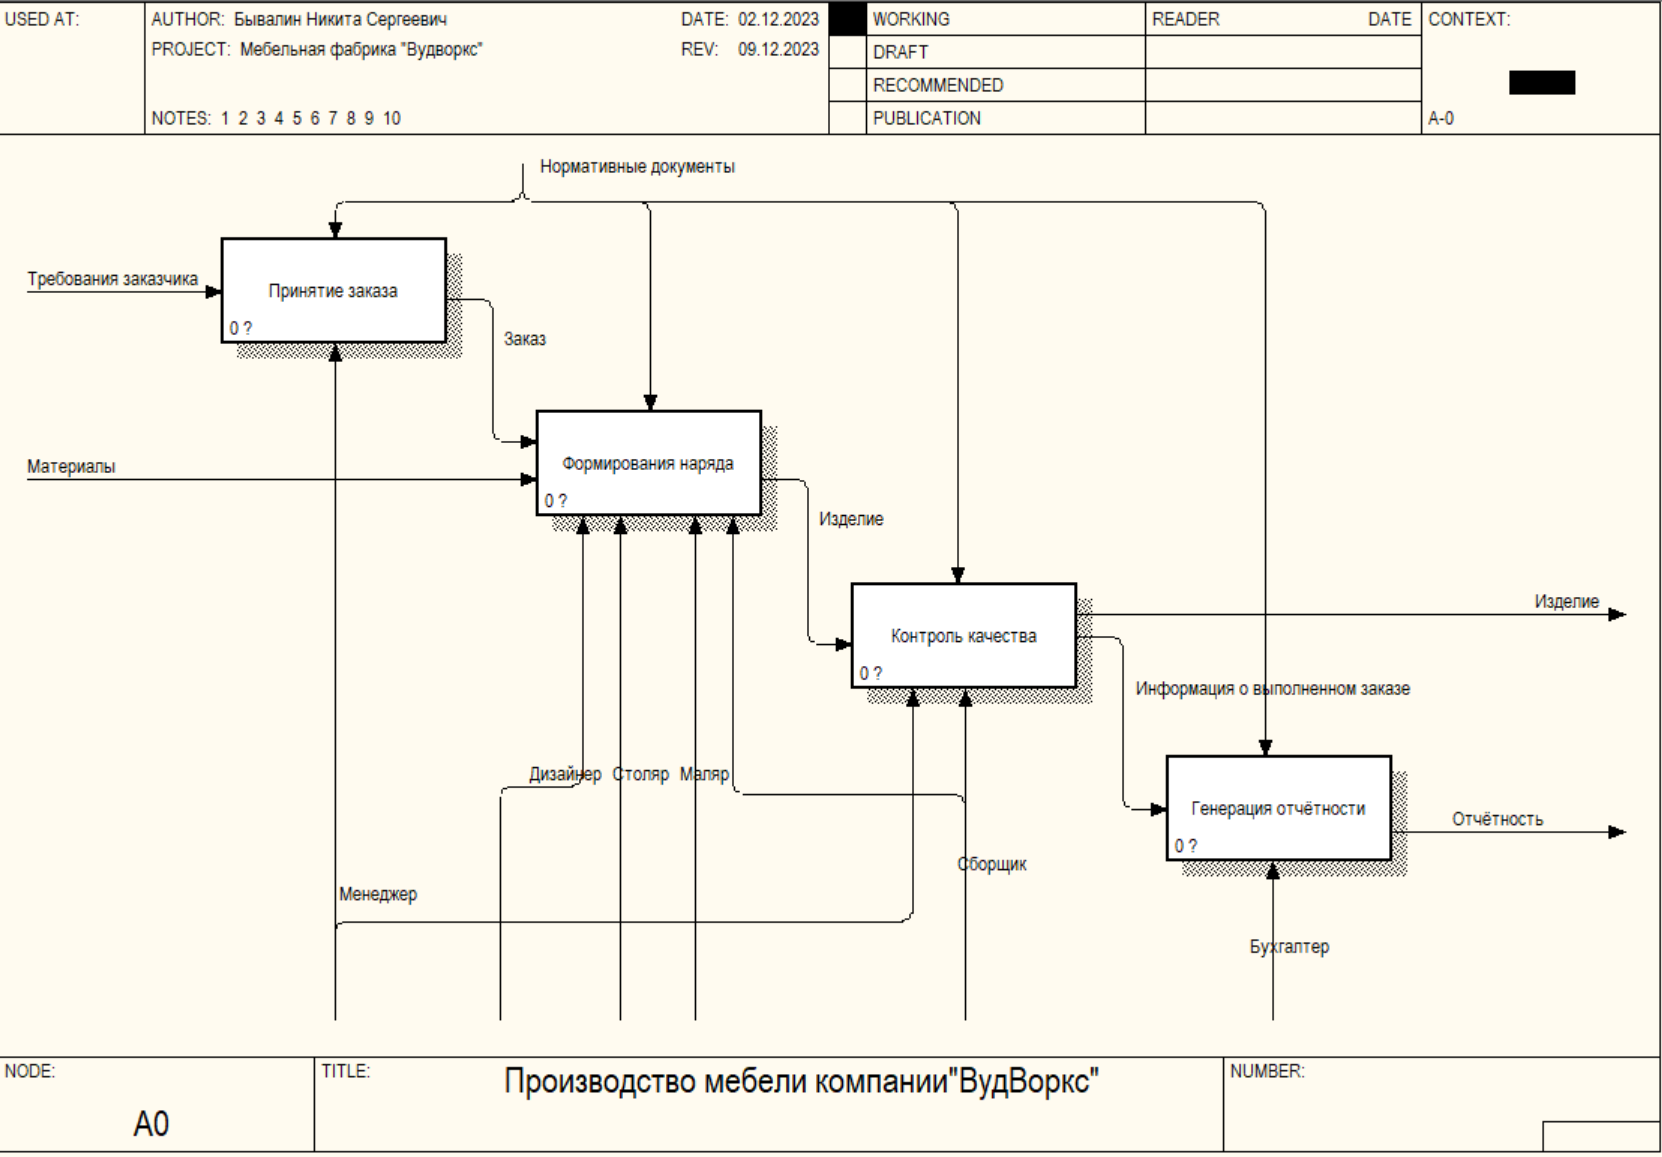 USED AT:
AUTHOR: Бывалин Никита Сергеевич
DATE: 02.12.2023
PROJECT: Мебельная фабрика "Вудворкс"
REV: 09.12.2023
NOTES: 1 2 3 4 5 6 7 8 9 10
WORKING
DRAFT
RECOMMENDED
PUBLICATION
READER
DATE
CONTEXT:
A-0
Нормативные документы
Требования заказчика
Принятие заказа
0 ?
Заказ
Материалы
Формирования наряда
0 ?
Изделие
Контроль качества
0 ?
Изделие
Информация о выполненном заказе
Дизайнер
Столяр
Маляр
Генерация отчётности
0 ?
Отчётность
Сборщик
Менеджер
Бухгалтер
NODE:
A0
TITLE:
Производство мебели компании"ВудВоркс"
NUMBER: